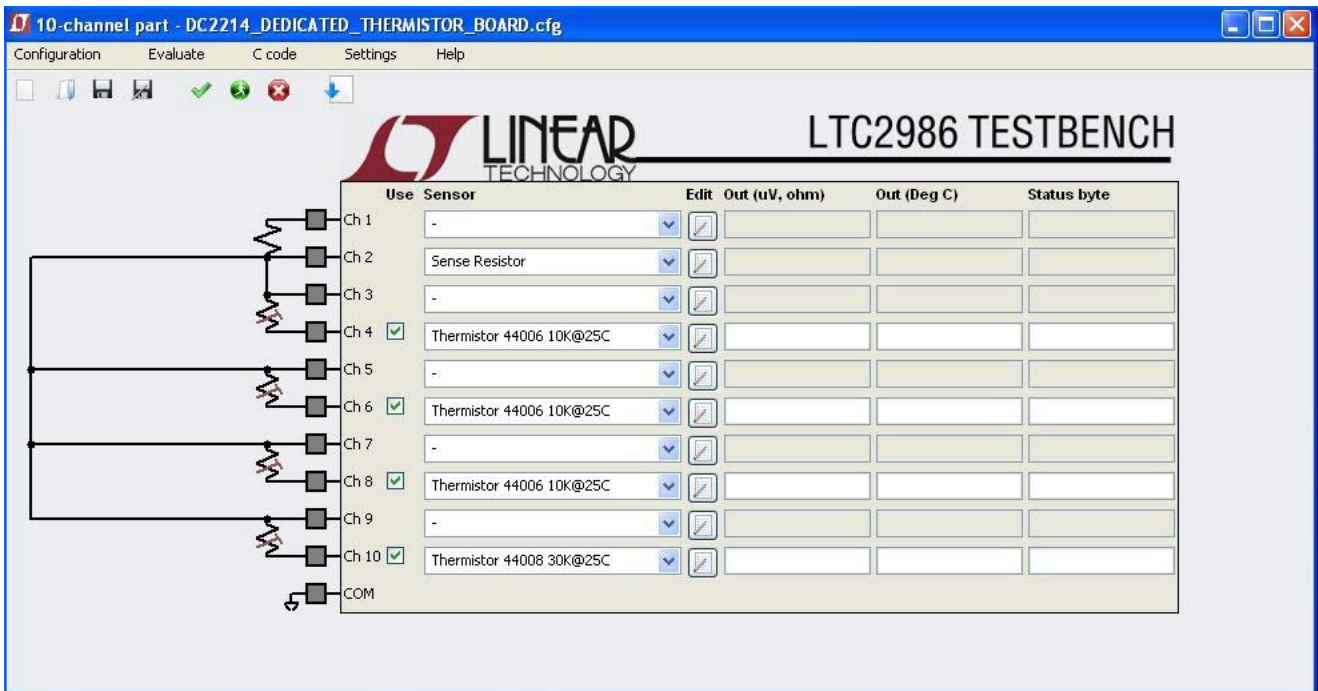 10-channel part - DC2214_DEDICATED_THERMISTOR_BOARD.cfg
Configuration Evaluate C code Settings Help
LINEAR TECHNOLOGY
LTC2986 TESTBENCH
Use Sensor Edit Out (uV, ohm) Out (Deg C) Status byte
Ch 1 -
Ch 2 Sense Resistor
Ch 3 -
Ch 4 Thermistor 44006 10K@25C
Ch 5 -
Ch 6 Thermistor 44006 10K@25C
Ch 7 -
Ch 8 Thermistor 44006 10K@25C
Ch 9 -
Ch 10 Thermistor 44008 30K@25C
COM